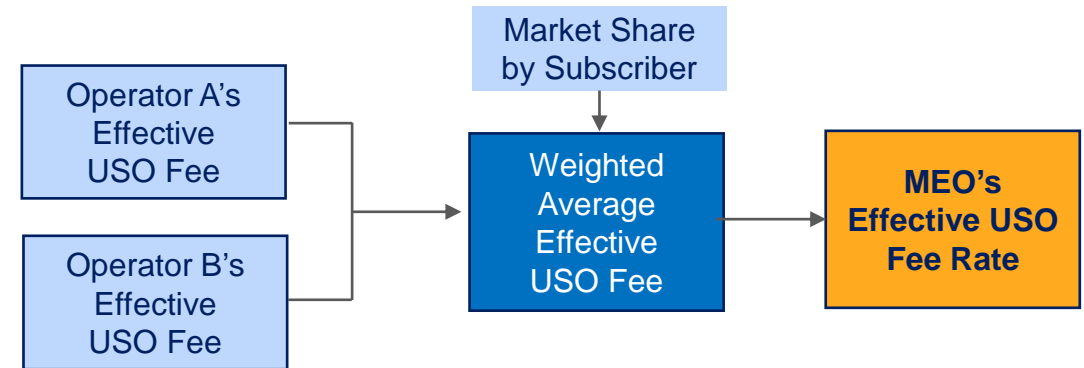 Market Share
by Subscriber
Operator A's
Effective
USO Fee
Operator B's
Effective
USO Fee
Weighted
Average
Effective
USO Fee
MEO's
Effective USO
Fee Rate